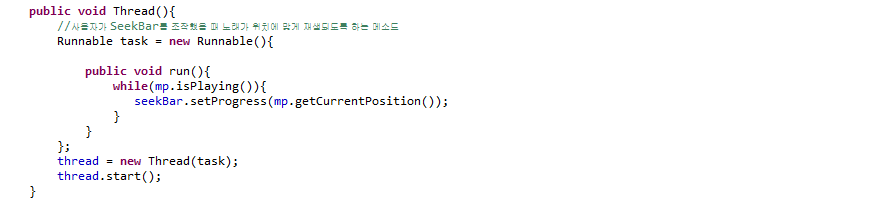 public void Thread(){
//사용자가 SeekBar를 조작했을 때 노래가 위치에 맞게 재생되도록 하는 메소드
Runnable task = new Runnable(){
public void run(){
while(mp.isPlaying()){
seekBar.setProgress(mp.getCurrentPosition());
}
}
};
thread = new Thread(task);
thread.start();
}